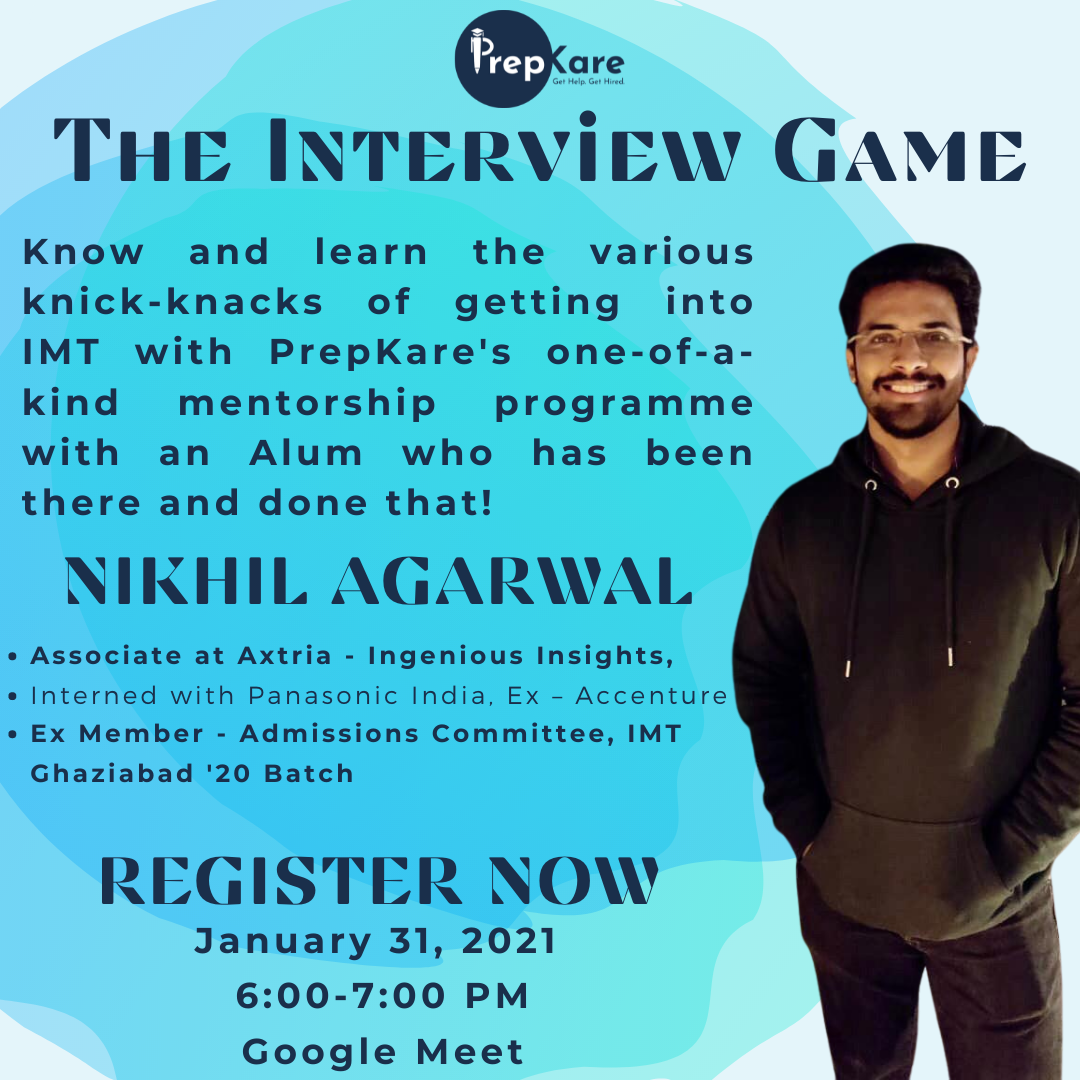 PrepKare
Get Help. Get Hired.
The Interview Game
Know and learn the various
knick-knacks of getting into
IMT with PrepKare's one-of-a-
kind mentorship programme
with an Alum who has been
there and done that!
NIKHIL AGARWAL
• Associate at Axtria - Ingenious Insights,
• Interned with Panasonic India, Ex – Accenture
• Ex Member - Admissions Committee, IMT
Ghaziabad '20 Batch
REGISTER NOW
January 31, 2021
6:00-7:00 PM
Google Meet